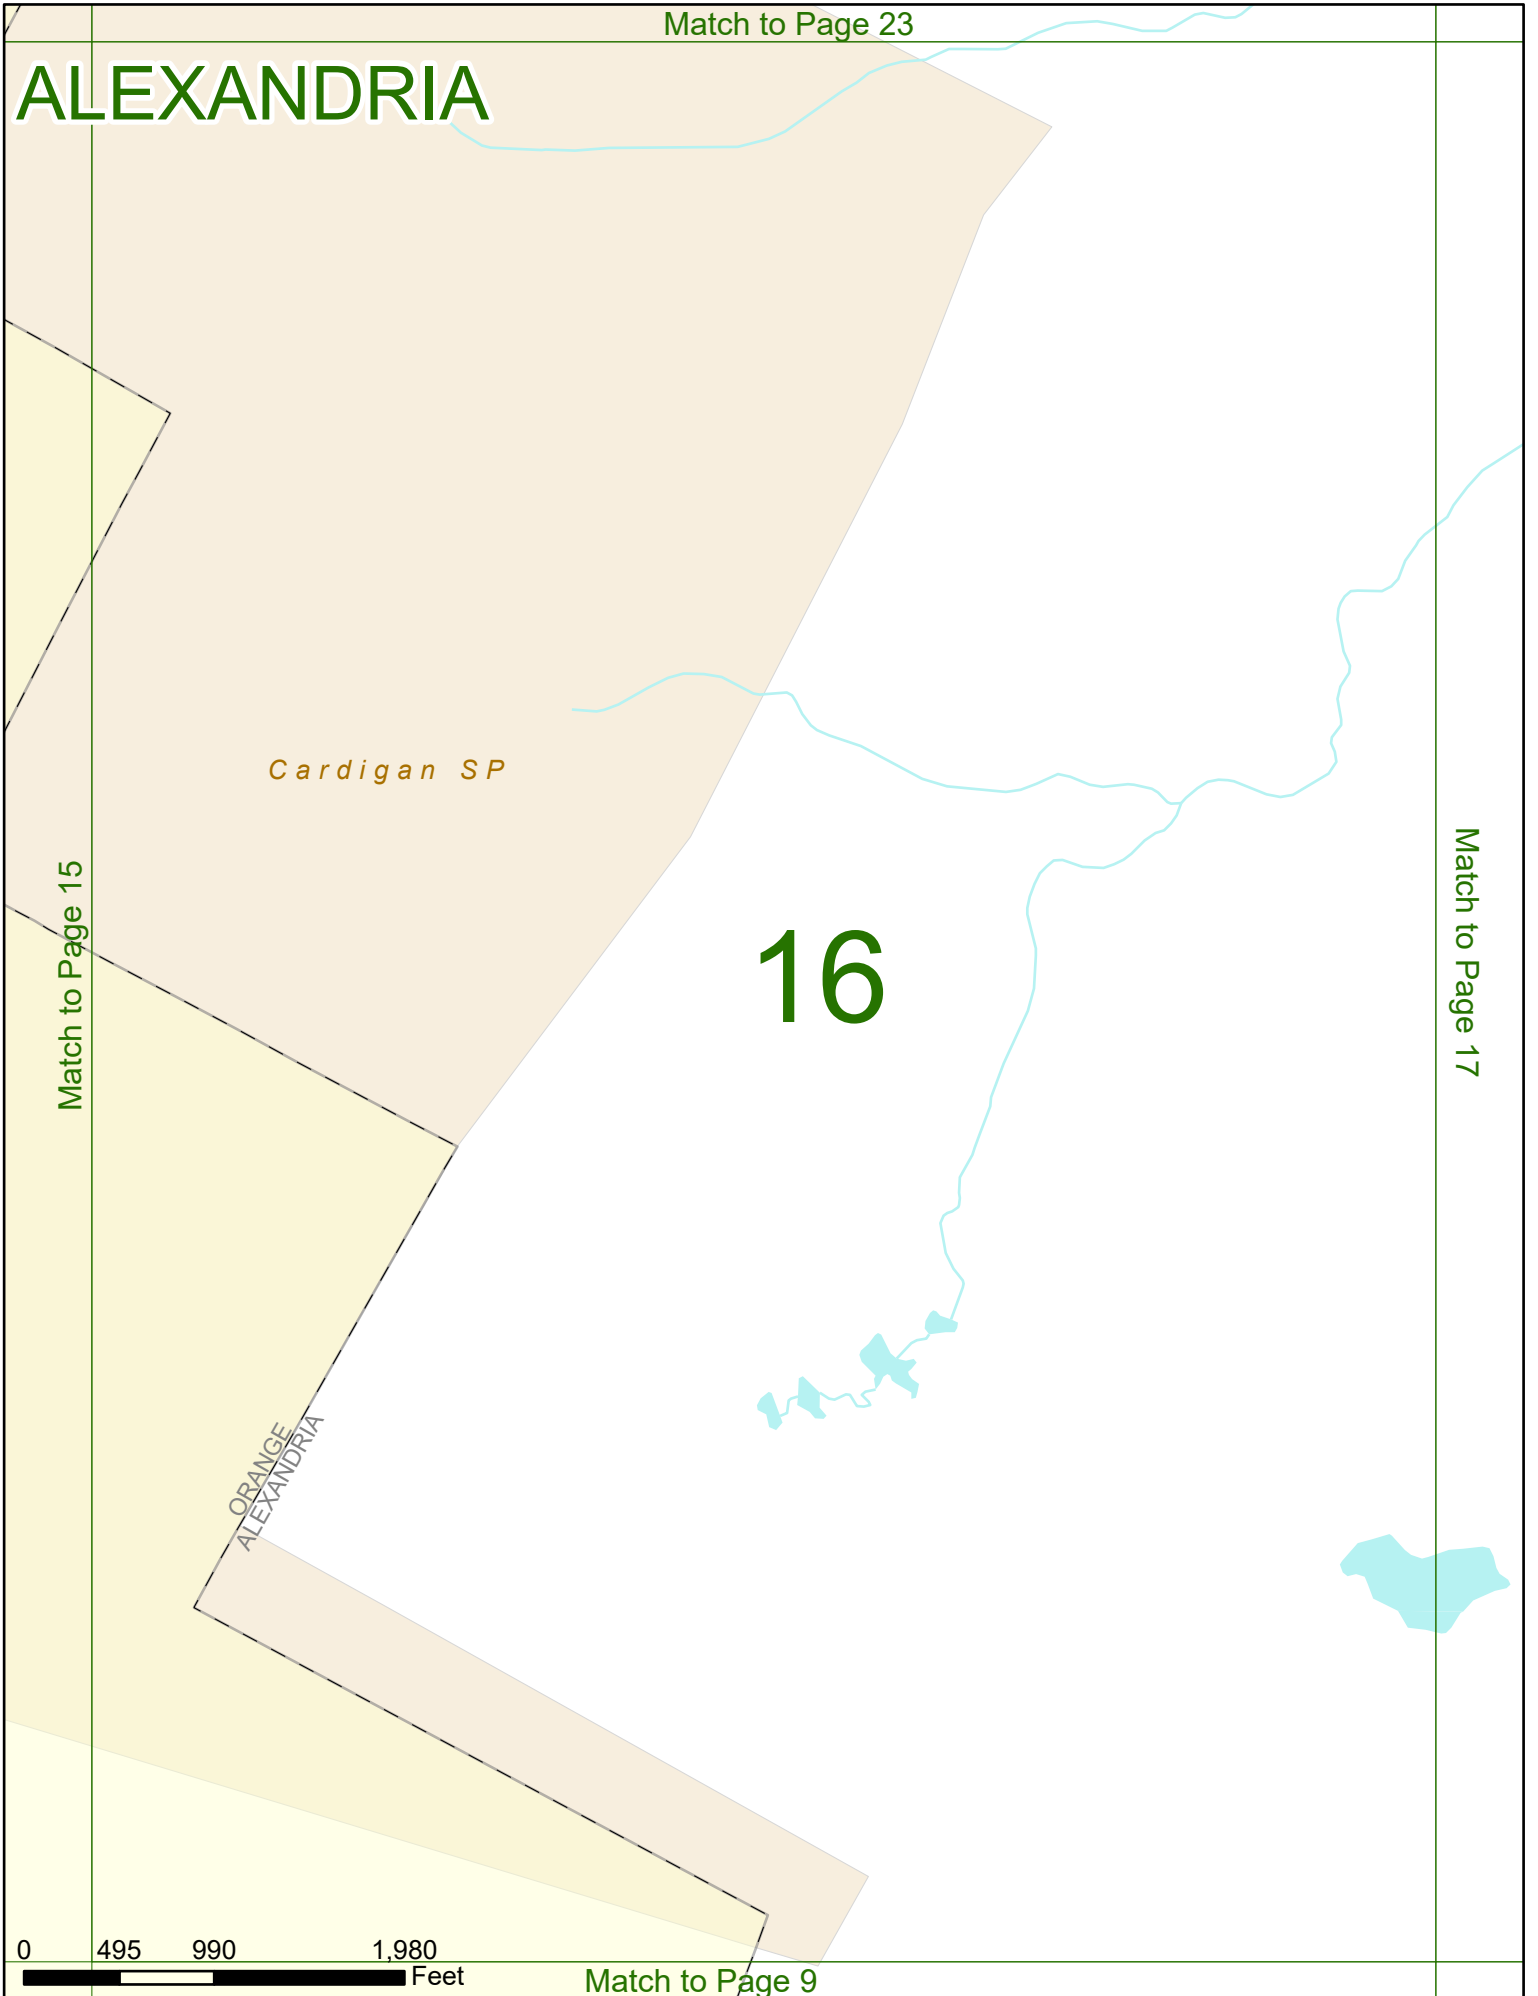 Match to Page 23
ALEXANDRIA
Cardigan SP
Match to Page 15
16
Match to Page 17
ORANGE
ALEXANDRIA
0 495 990 1,980
Feet
Match to Page 9